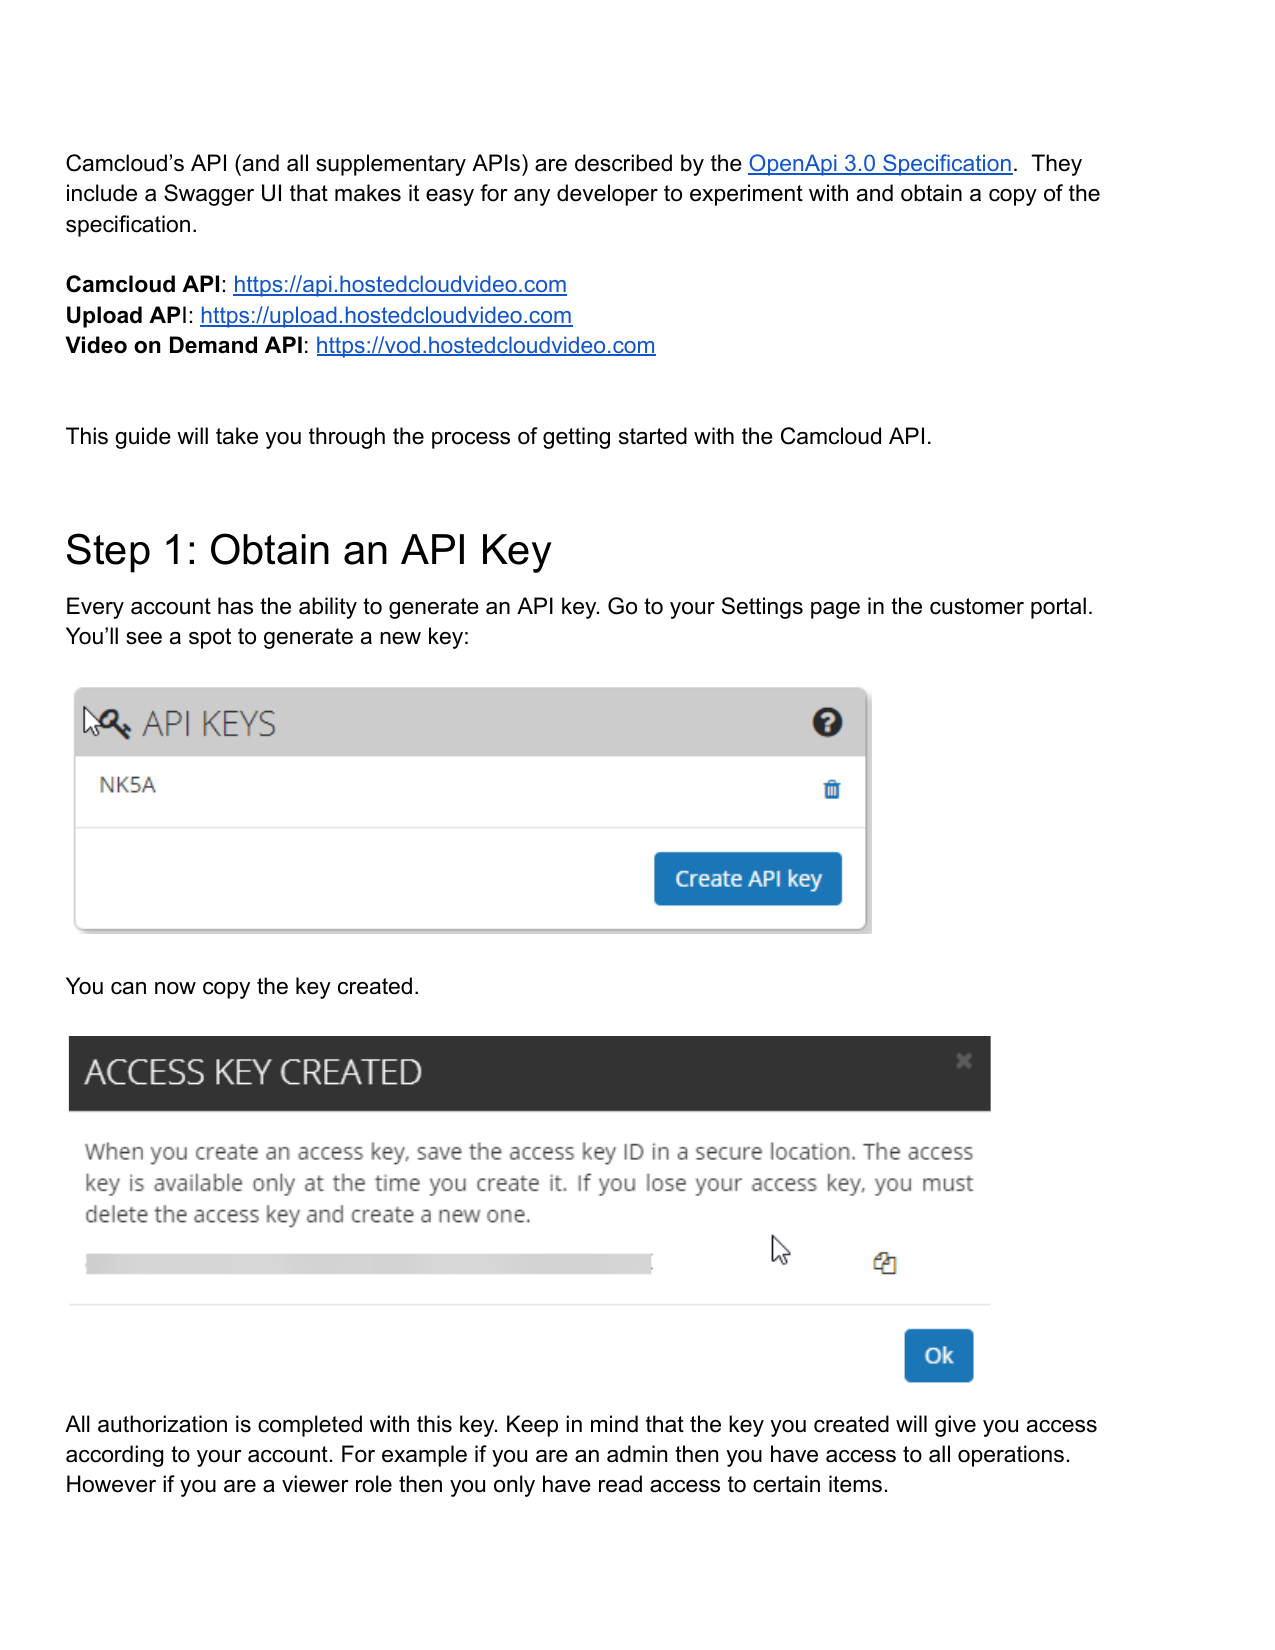 Camcloud’s API (and all supplementary APIs) are described by the OpenApi 3.0 Specification.  They
include a Swagger UI that makes it easy for any developer to experiment with and obtain a copy of the
specification.
Camcloud API: https://api.hostedcloudvideo.com
Upload API: https://upload.hostedcloudvideo.com
Video on Demand API: https://vod.hostedcloudvideo.com
This guide will take you through the process of getting started with the Camcloud API.
Step 1: Obtain an API Key
Every account has the ability to generate an API key. Go to your Settings page in the customer portal.
You’ll see a spot to generate a new key:
API KEYS
NK5A
Create API key
You can now copy the key created.
ACCESS KEY CREATED
When you create an access key, save the access key ID in a secure location. The access
key is available only at the time you create it. If you lose your access key, you must
delete the access key and create a new one.
Ok
All authorization is completed with this key. Keep in mind that the key you created will give you access
according to your account. For example if you are an admin then you have access to all operations.
However if you are a viewer role then you only have read access to certain items.